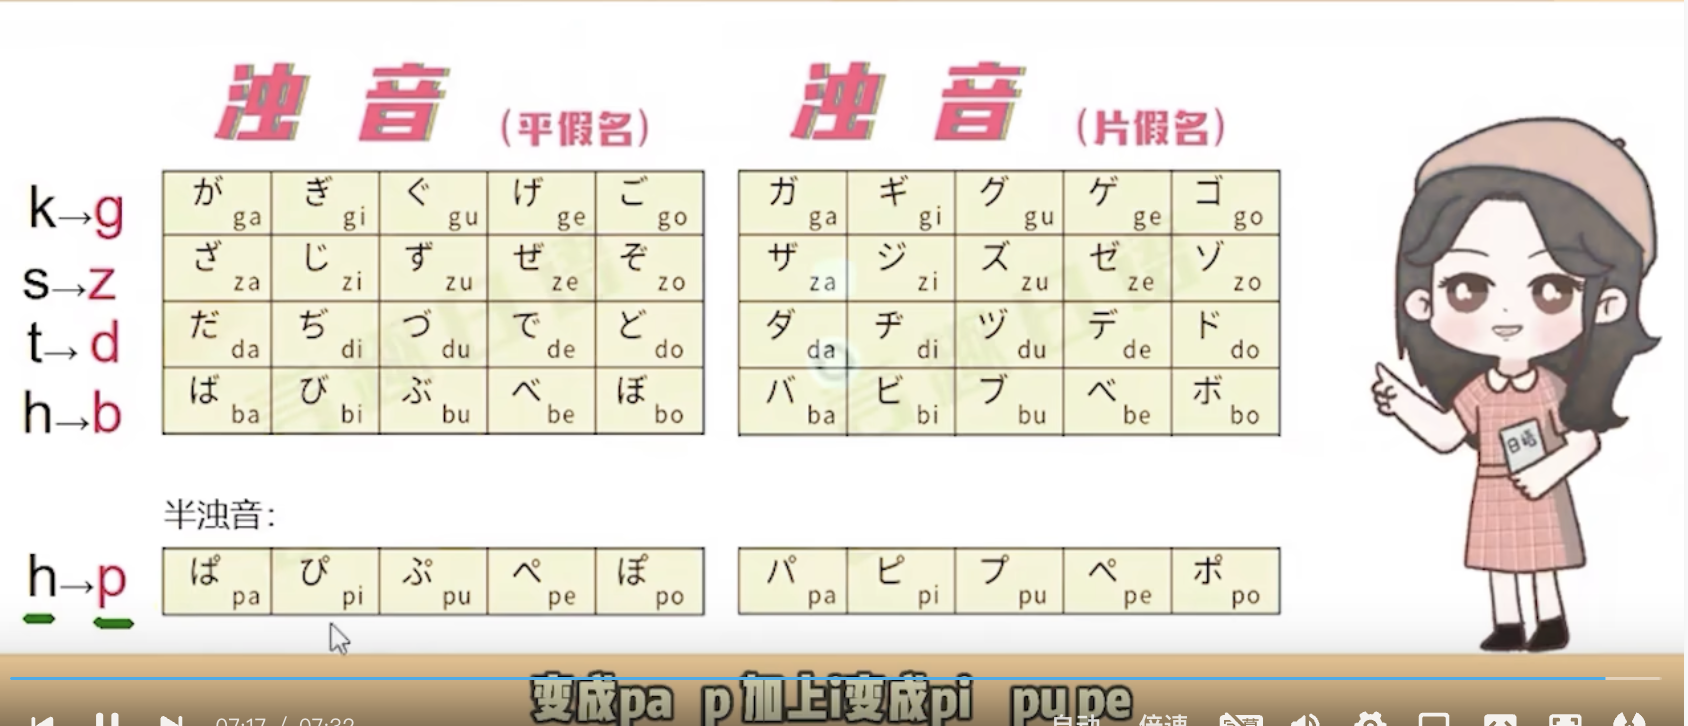 浊音（平假名） 浊音（片假名）
k→g が ga ぎ gi ぐ gu げ ge ご go ガ ga ギ gi グ gu ゲ ge ゴ go
s→z ざ za じ zi ず zu ぜ ze ぞ zo ザ za ジ zi ズ zu ゼ ze ゾ zo
t→d だ da ぢ di づ du で de ど do ダ da ヂ di ヅ du デ de ド do
h→b ば ba び bi ぶ bu べ be ぼ bo バ ba ビ bi ブ bu ベ be ボ bo
日语
半浊音：
h→p ぱ pa ぴ pi ぷ pu ぺ pe ぽ po パ pa ピ pi プ pu ペ pe ポ po
变成pa p加上i变成pi pu pe
07:17 / 07:32 自动 倍速 字幕